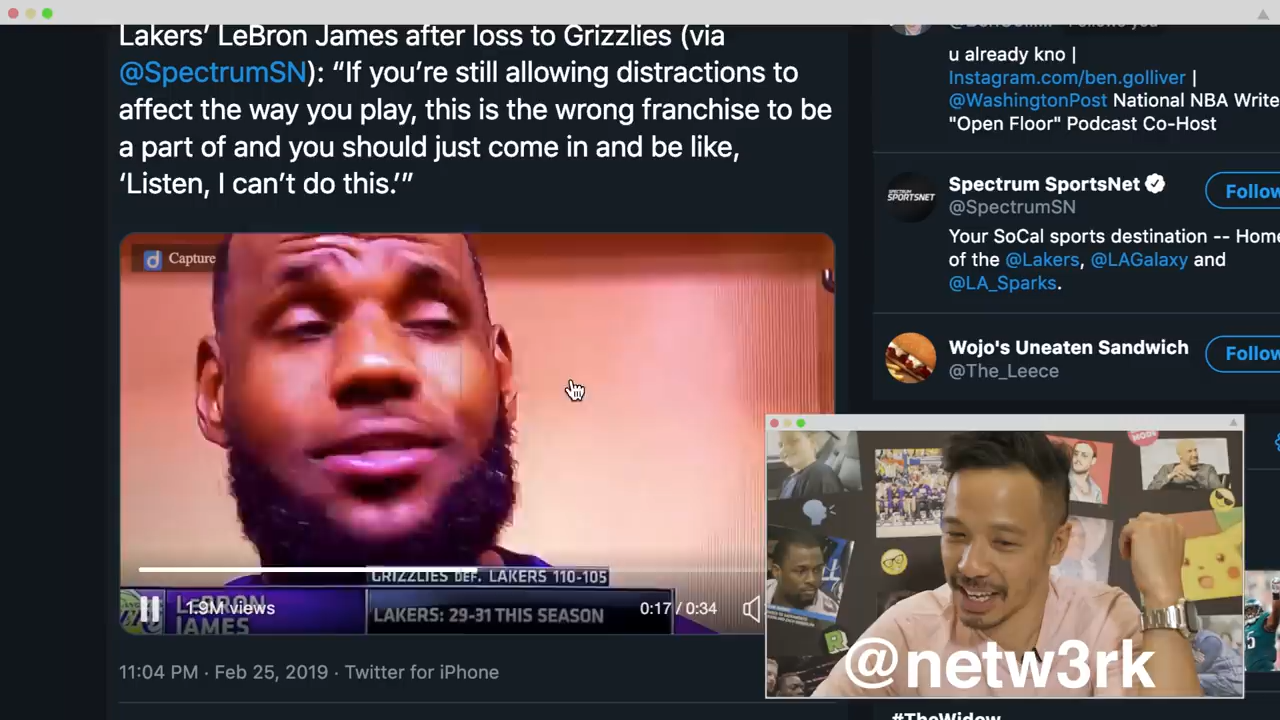 Lakers’ LeBron James after loss to Grizzlies (via
@SpectrumSN): “If you’re still allowing distractions to
affect the way you play, this is the wrong franchise to be
a part of and you should just come in and be like,
‘Listen, I can’t do this.’”
Capture
GRIZZLIES DEF. LAKERS 110-105
LEBRON
JAMES
LAKERS: 29-31 THIS SEASON
1.9M views
0:17 / 0:34
11:04 PM · Feb 25, 2019 · Twitter for iPhone
u already kno |
Instagram.com/ben.golliver |
@WashingtonPost National NBA Write
"Open Floor" Podcast Co-Host
SPECTRUM
SPORTSNET
Spectrum SportsNet
@SpectrumSN
Follow
Your SoCal sports destination -- Home
of the @Lakers, @LAGalaxy and
@LA_Sparks.
Wojo's Uneaten Sandwich
@The_Leece
Follow
MODE
R
@netw3rk
#TheWidow